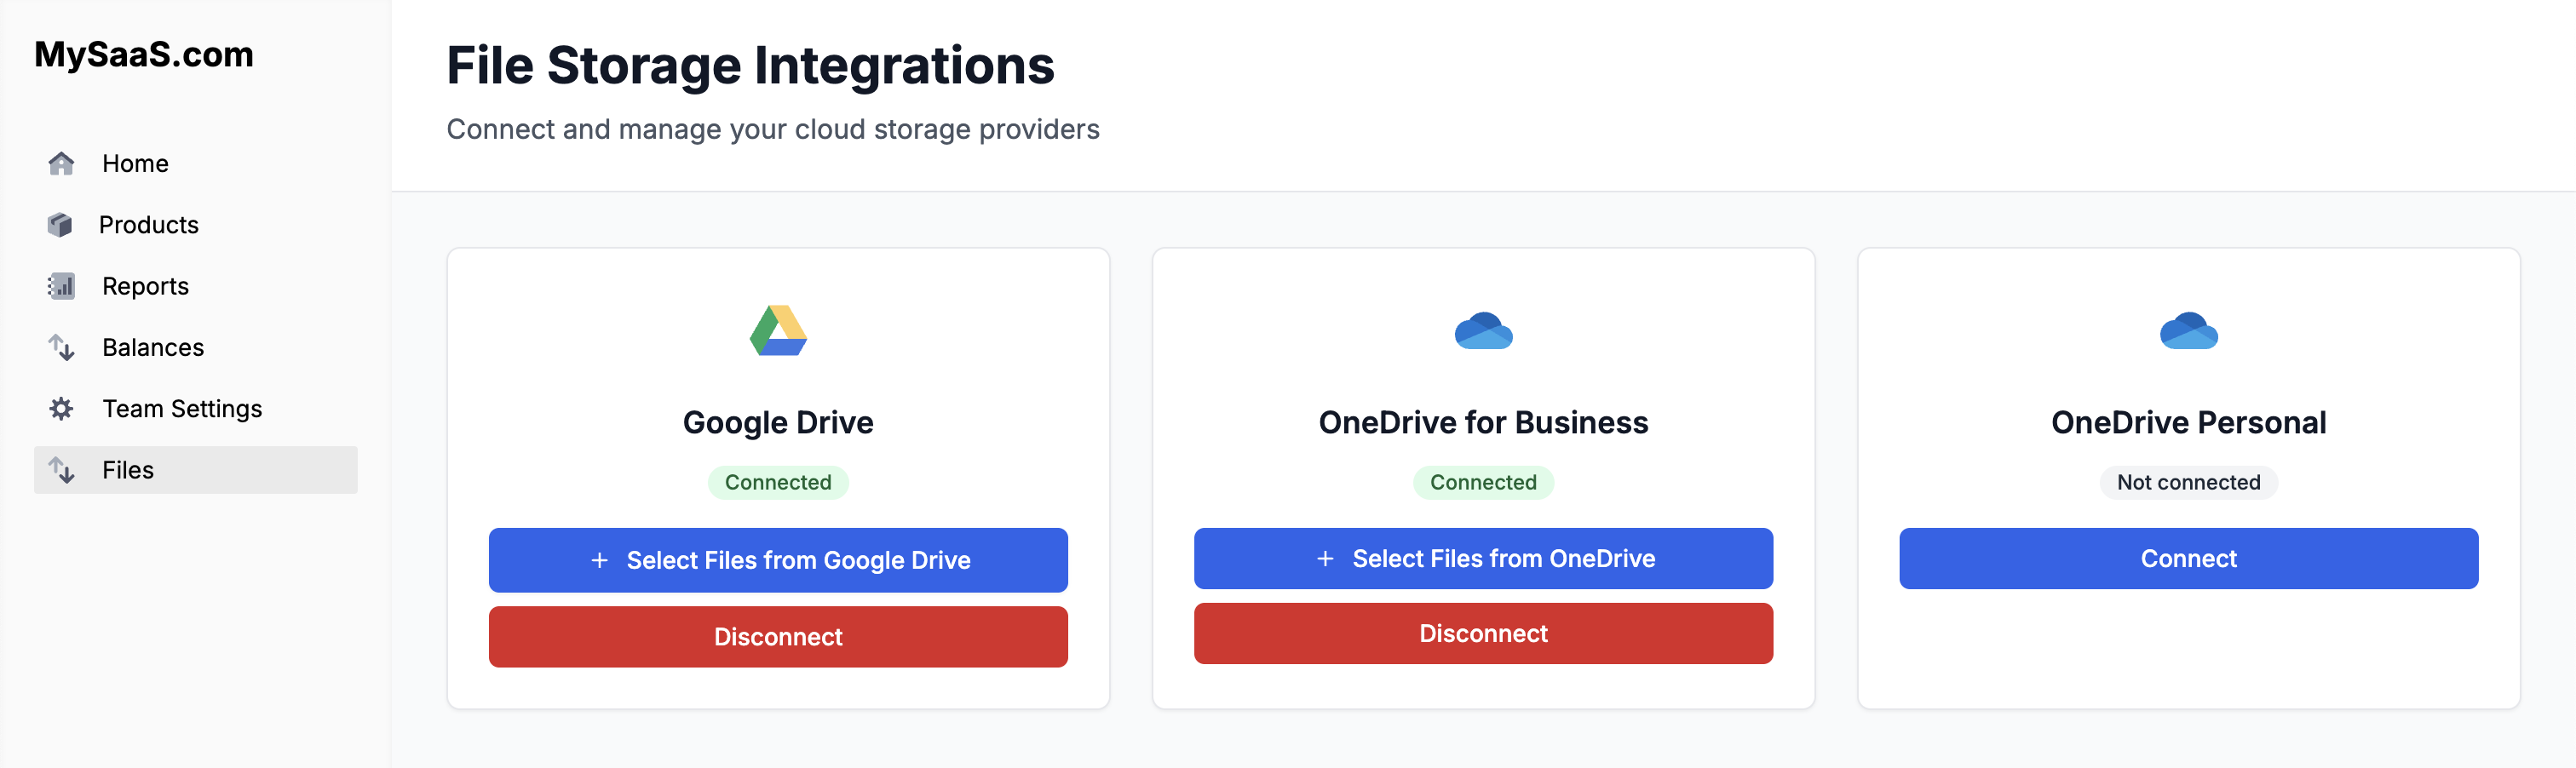 MySaaS.com
Home
Products
Reports
Balances
Team Settings
Files
File Storage Integrations
Connect and manage your cloud storage providers
Google Drive
Connected
+ Select Files from Google Drive
Disconnect
OneDrive for Business
Connected
+ Select Files from OneDrive
Disconnect
OneDrive Personal
Not connected
Connect